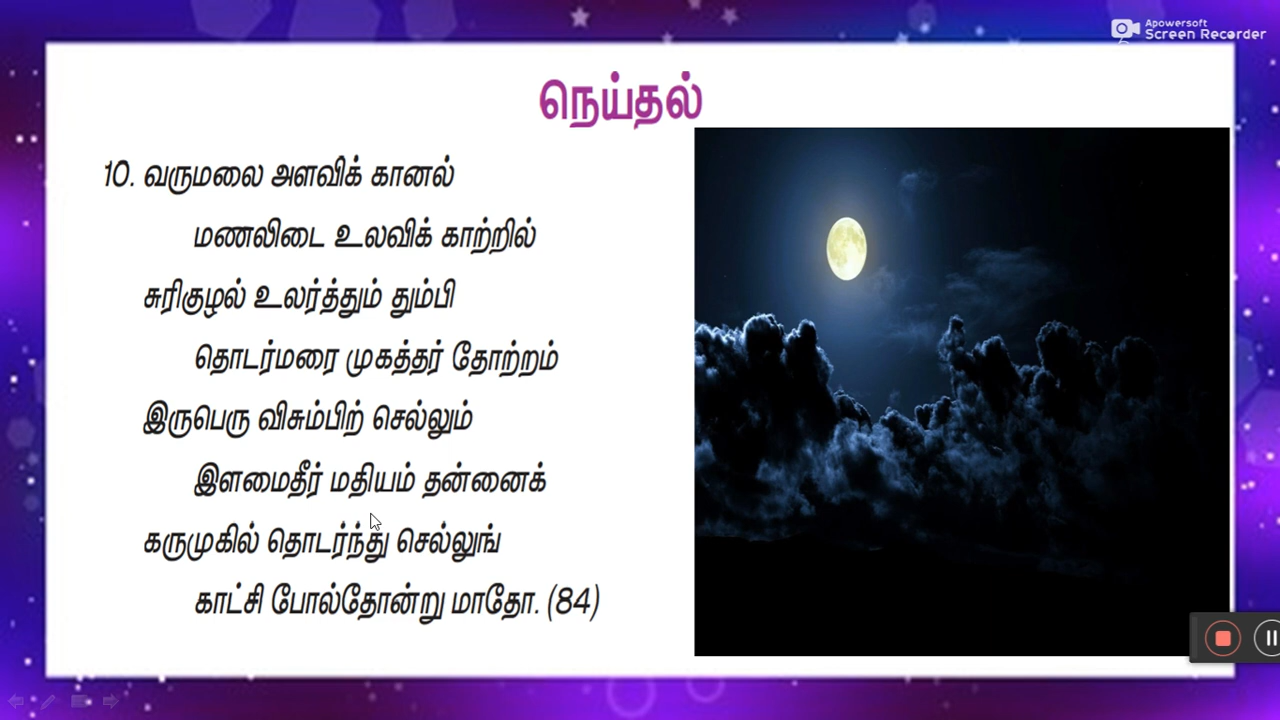 Apowersoft
Screen Recorder
நெய்தல்
10. வருமலை அளவிக் கானல்
மணலிடை உலவிக் காற்றில்
சுரிகுழல் உலர்த்தும் தும்பி
தொடர்மரை முகத்தர் தோற்றம்
இருபெரு விசும்பிற் செல்லும்
இளமைதீர் மதியம் தன்னைக்
கருமுகில் தொடர்ந்து செல்லுங்
காட்சி போல்தோன்று மாதோ. (84)